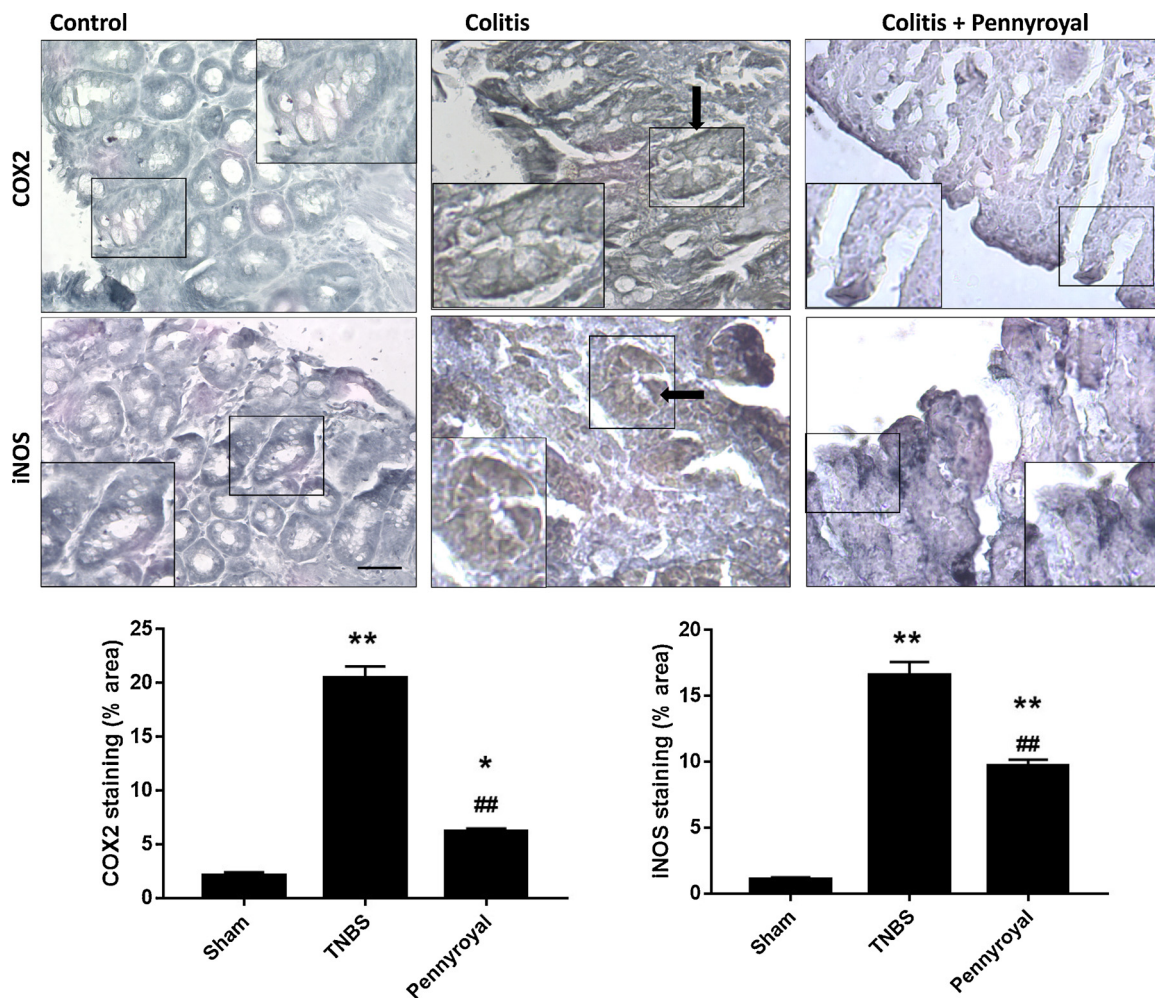 Control
Colitis
Colitis + Pennyroyal
COX2
iNOS
COX2 staining (% area)
25
20
15
10
5
0
**
*
##
Sham
TNBS
Pennyroyal
iNOS staining (% area)
20
15
10
5
0
**
**
##
Sham
TNBS
Pennyroyal